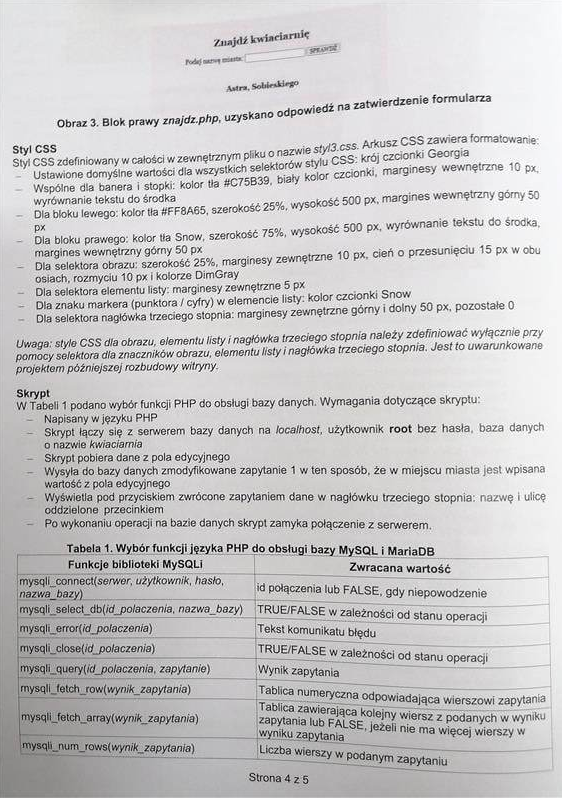 Znajdź kwiaciarnię
Podaj nazwę miasta: SPRAWDŹ
Astra, Sobieskiego
Obraz 3. Blok prawy znajdz.php, uzyskano odpowiedź na zatwierdzenie formularza
Styl CSS
Styl CSS zdefiniowany w całości w zewnętrznym pliku o nazwie styl3.css. Arkusz CSS zawiera formatowanie:
– Ustawione domyślne wartości dla wszystkich selektorów stylu CSS: krój czcionki Georgia
– Wspólne dla banera i stopki: kolor tła #C75B39, biały kolor czcionki, marginesy wewnętrzne 10 px,
wyrównanie tekstu do środka
– Dla bloku lewego: kolor tła #FF8A65, szerokość 25%, wysokość 500 px, margines wewnętrzny górny 50
px
– Dla bloku prawego: kolor tła Snow, szerokość 75%, wysokość 500 px, wyrównanie tekstu do środka,
margines wewnętrzny górny 50 px
– Dla selektora obrazu: szerokość 25%, marginesy zewnętrzne 10 px, cień o przesunięciu 15 px w obu
osiach, rozmyciu 10 px i kolorze DimGray
– Dla selektora elementu listy: marginesy zewnętrzne 5 px
– Dla znaku markera (punktora / cyfry) w elemencie listy: kolor czcionki Snow
– Dla selektora nagłówka trzeciego stopnia: marginesy zewnętrzne górny i dolny 50 px, pozostałe 0
Uwaga: style CSS dla obrazu, elementu listy i nagłówka trzeciego stopnia należy zdefiniować wyłącznie przy
pomocy selektora dla znaczników obrazu, elementu listy i nagłówka trzeciego stopnia. Jest to uwarunkowane
projektem późniejszej rozbudowy witryny.
Skrypt
W Tabeli 1 podano wybór funkcji PHP do obsługi bazy danych. Wymagania dotyczące skryptu:
– Napisany w języku PHP
– Skrypt łączy się z serwerem bazy danych na localhost, użytkownik root bez hasła, baza danych
o nazwie kwiaciarnia
– Skrypt pobiera dane z pola edycyjnego
– Wysyła do bazy danych zmodyfikowane zapytanie 1 w ten sposób, że w miejscu miasta jest wpisana
wartość z pola edycyjnego
– Wyświetla pod przyciskiem zwrócone zapytaniem dane w nagłówku trzeciego stopnia: nazwę i ulicę
oddzielone przecinkiem
– Po wykonaniu operacji na bazie danych skrypt zamyka połączenie z serwerem.
Tabela 1. Wybór funkcji języka PHP do obsługi bazy MySQL i MariaDB
Funkcje biblioteki MySQLi Zwracana wartość
mysqli_connect(serwer, użytkownik, hasło,
nazwa_bazy) id połączenia lub FALSE, gdy niepowodzenie
mysqli_select_db(id_polaczenia, nazwa_bazy) TRUE/FALSE w zależności od stanu operacji
mysqli_error(id_polaczenia) Tekst komunikatu błędu
mysqli_close(id_polaczenia) TRUE/FALSE w zależności od stanu operacji
mysqli_query(id_polaczenia, zapytanie) Wynik zapytania
mysqli_fetch_row(wynik_zapytania) Tablica numeryczna odpowiadająca wierszowi zapytania
mysqli_fetch_array(wynik_zapytania) Tablica zawierająca kolejny wiersz z podanych w wyniku
zapytania lub FALSE, jeżeli nie ma więcej wierszy w
wyniku zapytania
mysqli_num_rows(wynik_zapytania) Liczba wierszy w podanym zapytaniu
Strona 4 z 5